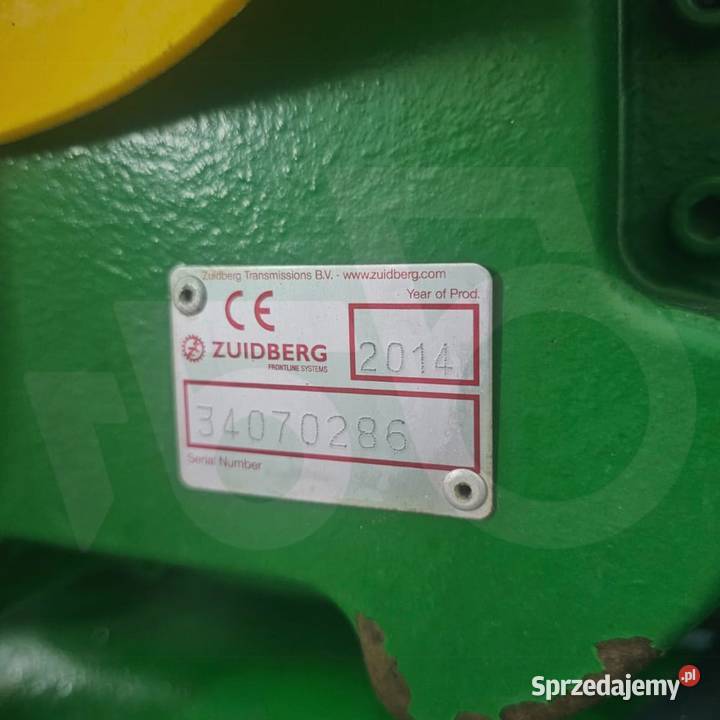 Zuidberg Transmissions B.V. - www.zuidberg.com
Year of Prod.
CE
ZUIDBERG
FRONTLINE SYSTEMS
2014
34070286
Serial Number
Sprzedajemy.pl